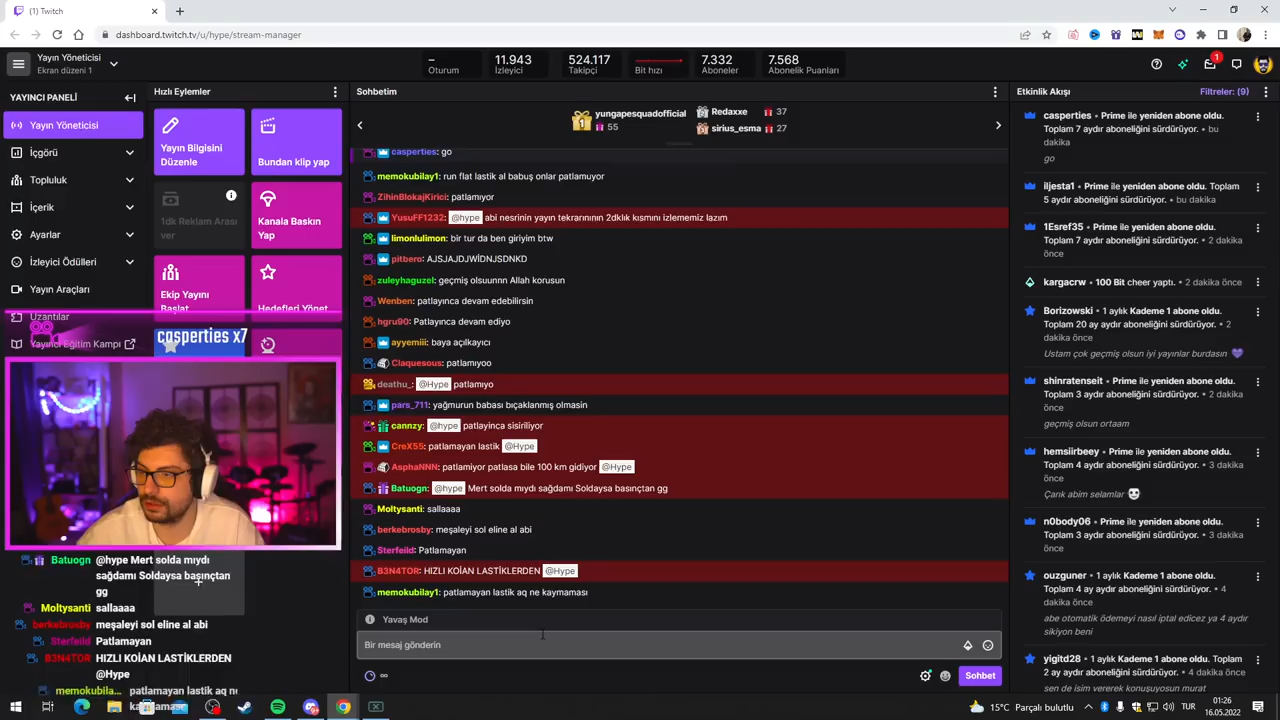 (1) Twitch
dashboard.twitch.tv/u/hype/stream-manager
Yayın Yöneticisi
Ekran düzeni 1
–
Oturum
11.943
İzleyici
524.117
Takipçi
Bit hızı
7.332
Aboneler
7.568
Abonelik Puanları
1
YAYINCI PANELİ
Yayın Yöneticisi
İçgörü
Topluluk
İçerik
Ayarlar
İzleyici Ödülleri
Yayın Araçları
Uzantılar
Yayıncı Eğitim Kampı
Hızlı Eylemler
Yayın Bilgisini
Düzenle
Bundan klip yap
1dk Reklam Arası
ver
Kanala Baskın
Yap
Ekip Yayını
Başlat
Hedefleri Yönet
casperties x7
Batuogn @hype Mert solda mıydı
sağdamı Soldaysa basınçtan
gg
Moltysanti sallaaaa
berkebrosby meşaleyi sol eline al abi
Sterfeild Patlamayan
B3N4TOR HIZLI KOİAN LASTİKLERDEN
@Hype
memokubilay1 patlamayan lastik aq ne
kaymaması
Sohbetim
1
yungapesquadofficial
55
Redaxxe 37
sirius_esma 27
casperties: go
memokubilay1: run flat lastik al babuş onlar patlamuyor
ZihinBlokajKirici: patlamıyor
YusuFF1232: @hype abi nesrinin yayın tekrarınının 2dklık kısmını izlememiz lazım
limonlulimon: bir tur da ben giriyim btw
pitbero: AJSJAJDJWİDNJSDNKD
zuleyhaguzel: geçmiş olsuunnn Allah korusun
Wenben: patlayınca devam edebilirsin
hgru90: Patlayınca devam ediyo
ayyemiii: baya açılkayıcı
Claquesous: patlamıyoo
deathu_: @Hype patlamıyo
pars_711: yağmurun babası bıçaklanmış olmasin
cannzy: @hype patlayinca sisiriliyor
CreX55: patlamayan lastik @Hype
AsphaNNN: patlamiyor patlasa bile 100 km gidiyor @Hype
Batuogn: @hype Mert solda mıydı sağdamı Soldaysa basınçtan gg
Moltysanti: sallaaaa
berkebrosby: meşaleyi sol eline al abi
Sterfeild: Patlamayan
B3N4TOR: HIZLI KOİAN LASTİKLERDEN @Hype
memokubilay1: patlamayan lastik aq ne kaymaması
Yavaş Mod
Bir mesaj gönderin
∞
Sohbet
Etkinlik Akışı
Filtreler: (9)
casperties • Prime ile yeniden abone oldu.
Toplam 7 aydır aboneliğini sürdürüyor. • bu
dakika
go
iljesta1 • Prime ile yeniden abone oldu. Toplam
5 aydır aboneliğini sürdürüyor. • bu dakika
1Esref35 • Prime ile yeniden abone oldu.
Toplam 7 aydır aboneliğini sürdürüyor. • 2 dakika
önce
kargacrw • 100 Bit cheer yaptı. • 2 dakika önce
Borizowski • 1 aylık Kademe 1 abone oldu.
Toplam 20 ay aydır aboneliğini sürdürüyor. • 2
dakika önce
Ustam çok geçmiş olsun iyi yayınlar burdasın
shinratenseit • Prime ile yeniden abone oldu.
Toplam 3 aydır aboneliğini sürdürüyor. • 2 dakika
önce
geçmiş olsun ortaam
hemsiirbeey • Prime ile yeniden abone oldu.
Toplam 4 aydır aboneliğini sürdürüyor. • 3 dakika
önce
Çarık abim selamlar
n0body06 • Prime ile yeniden abone oldu.
Toplam 3 aydır aboneliğini sürdürüyor. • 3 dakika
önce
ouzguner • 1 aylık Kademe 1 abone oldu.
Toplam 4 ay aydır aboneliğini sürdürüyor. • 4
dakika önce
abe otomatik ödemeyi nasıl iptal edicez ya 4 aydır
sikiyon beni
yigitd28 • 1 aylık Kademe 1 abone oldu. Toplam
2 ay aydır aboneliğini sürdürüyor. • 4 dakika önce
sen de isim vererek konuşuyosun murat
15°C Parçalı bulutlu
TUR
01:26
16.05.2022